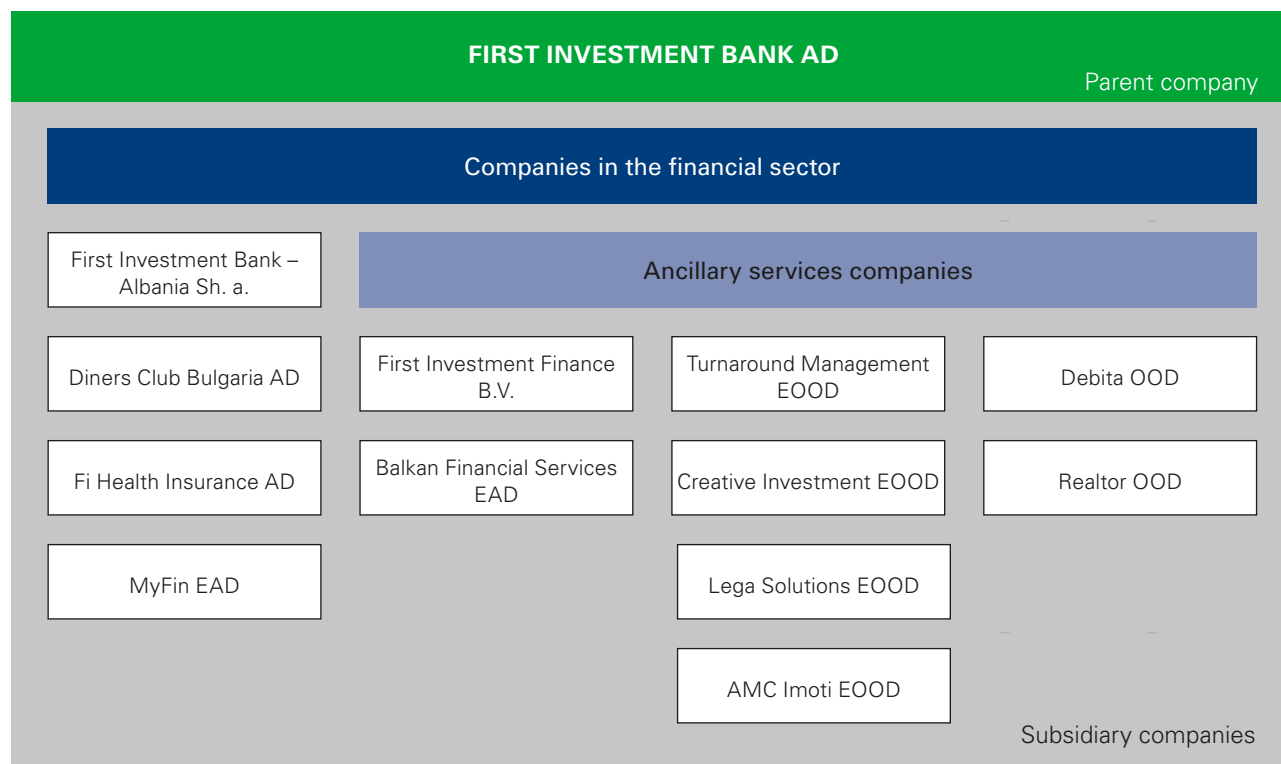 FIRST INVESTMENT BANK AD
Parent company
Companies in the financial sector
First Investment Bank –
Albania Sh. a.
Ancillary services companies
Diners Club Bulgaria AD
First Investment Finance
B.V.
Turnaround Management
EOOD
Debita OOD
Fi Health Insurance AD
Balkan Financial Services
EAD
Creative Investment EOOD
Realtor OOD
MyFin EAD
Lega Solutions EOOD
AMC Imoti EOOD
Subsidiary companies